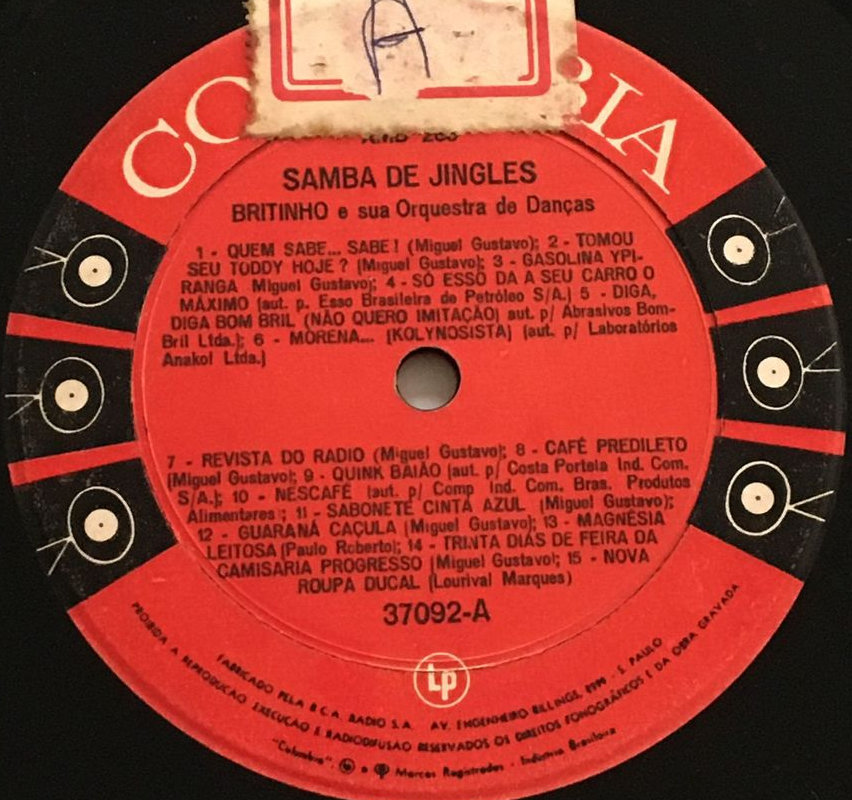 A
SAMBA DE JINGLES
BRITINHO e sua Orquestra de Danças
1 - QUEM SABE... SABE! (Miguel Gustavo); 2 - TOMOU
SEU TODDY HOJE? (Miguel Gustavo); 3 - GASOLINA YPI-
RANGA Miguel Gustavo); 4 - SÓ ESSO DA A SEU CARRO O
MÁXIMO (aut. p. Esso Brasileira de Petróleo S/A.) 5 - DIGA,
DIGA BOM BRIL (NÃO QUERO IMITAÇÃO) aut. p/ Abrasivos Bom-
Bril Ltda.); 6 - MORENA... (KOLYNOSISTA) (aut. p/ Laboratórios
Anakol Ltda.)
7 - REVISTA DO RADIO (Miguel Gustavo); 8 - CAFÉ PREDILETO
(Miguel Gustavo); 9 - QUINK BAIÃO (aut. p/ Costa Portela Ind. Com.
S/A.); 10 - NESCAFÉ (aut. p/ Comp Ind. Com. Bras. Produtos
Alimentares; 11 - SABONETE CINTA AZUL (Miguel Gustavo);
12 - GUARANÁ CAÇULA (Miguel Gustavo); 13 - MAGNÉSIA
LEITOSA (Paulo Roberto); 14 - TRINTA DIAS DE FEIRA DA
CAMISARIA PROGRESSO (Miguel Gustavo); 15 - NOVA
ROUPA DUCAL (Lourival Marques)
37092-A
Lp
FABRICADO PELA R.C.A. RADIO S.A. AV. ENGENHEIRO BILLINGS, - S. PAULO
PROIBIDA A REPRODUÇÃO EXECUÇÃO E RADIODIFUSÃO RESERVADOS OS DIREITOS FONOGRÁFICOS E DA OBRA GRAVADA
"Columbia", e Marcas Registradas - Industria Brasileira